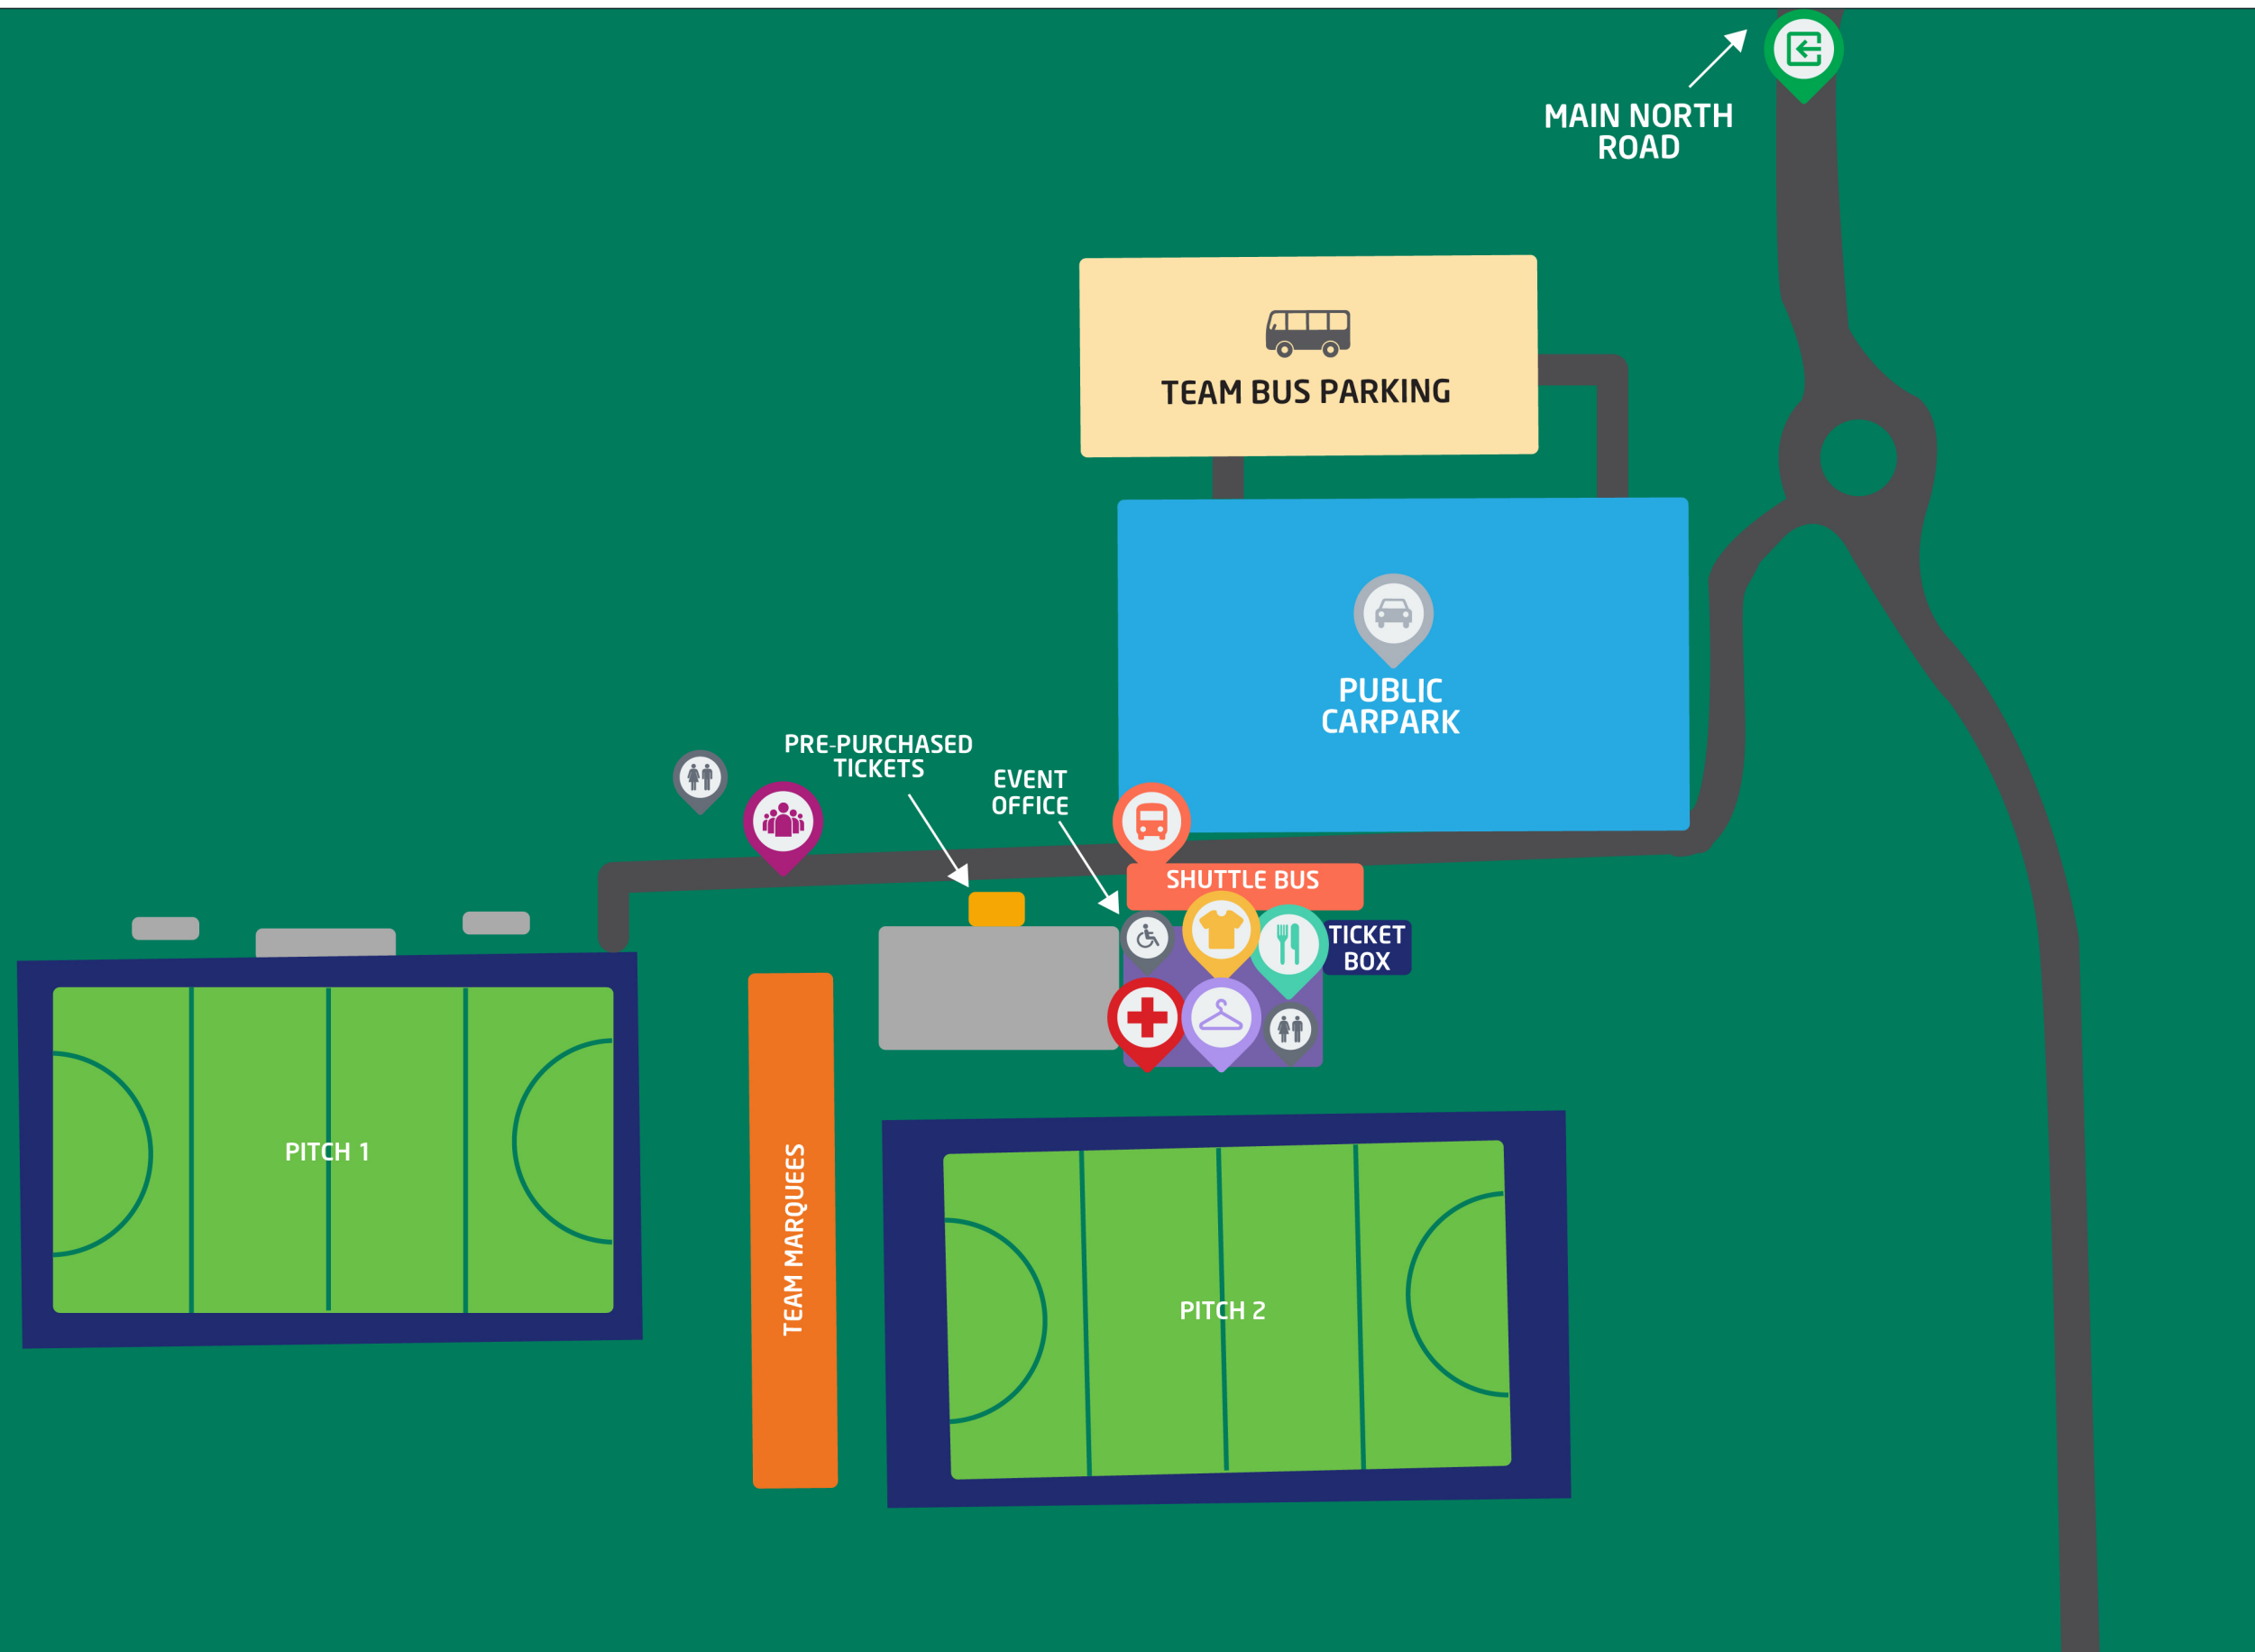 MAIN NORTH
ROAD
TEAM BUS PARKING
PUBLIC
CARPARK
PRE-PURCHASED
TICKETS
EVENT
OFFICE
SHUTTLE BUS
TICKET
BOX
PITCH 1
TEAM MARQUEES
PITCH 2